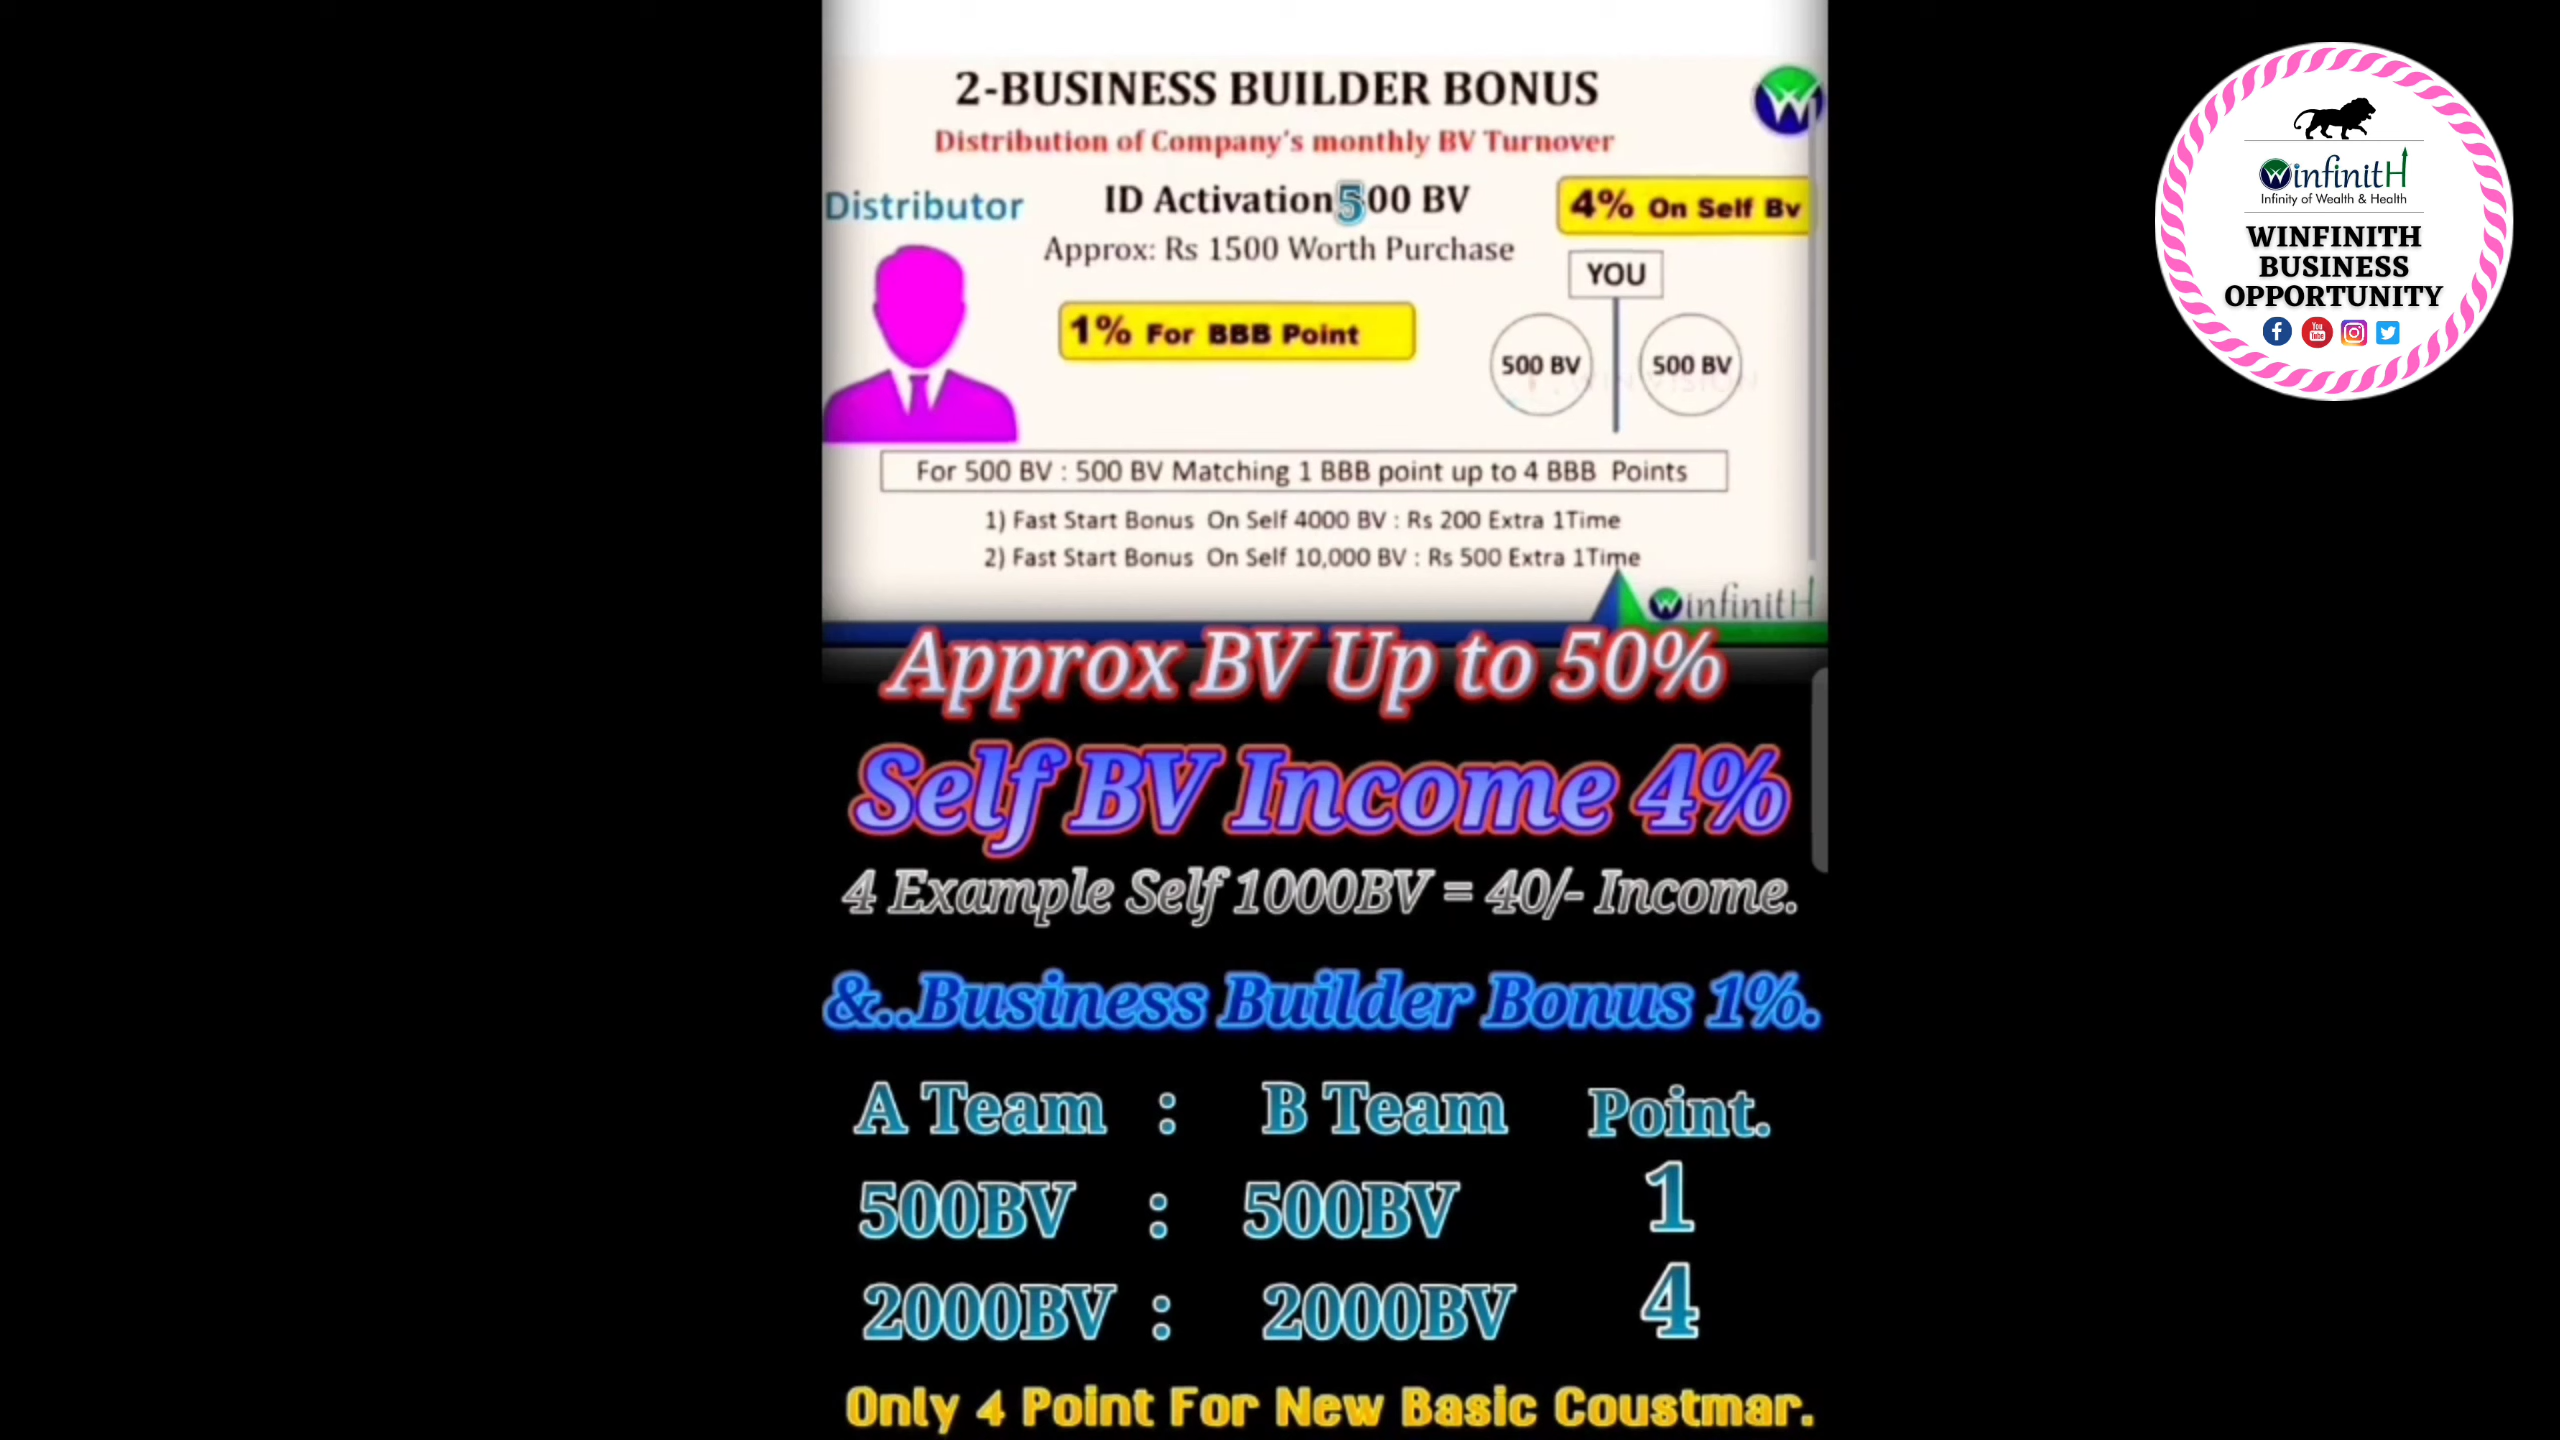 2-BUSINESS BUILDER BONUS
Distribution of Company's monthly BV Turnover
Distributor
ID Activation 500 BV
4% On Self Bv
Approx: Rs 1500 Worth Purchase
YOU
1% For BBB Point
500 BV
500 BV
For 500 BV : 500 BV Matching 1 BBB point up to 4 BBB Points
1) Fast Start Bonus On Self 4000 BV : Rs 200 Extra 1Time
2) Fast Start Bonus On Self 10,000 BV : Rs 500 Extra 1Time
WinfinitH
Approx BV Up to 50%
Self BV Income 4%
4 Example Self 1000BV = 40/- Income.
&..Business Builder Bonus 1%.
A Team : B Team Point.
500BV : 500BV 1
2000BV : 2000BV 4
Only 4 Point For New Basic Coustmar.
WinfinitH
Infinity of Wealth & Health
WINFINITH
BUSINESS
OPPORTUNITY